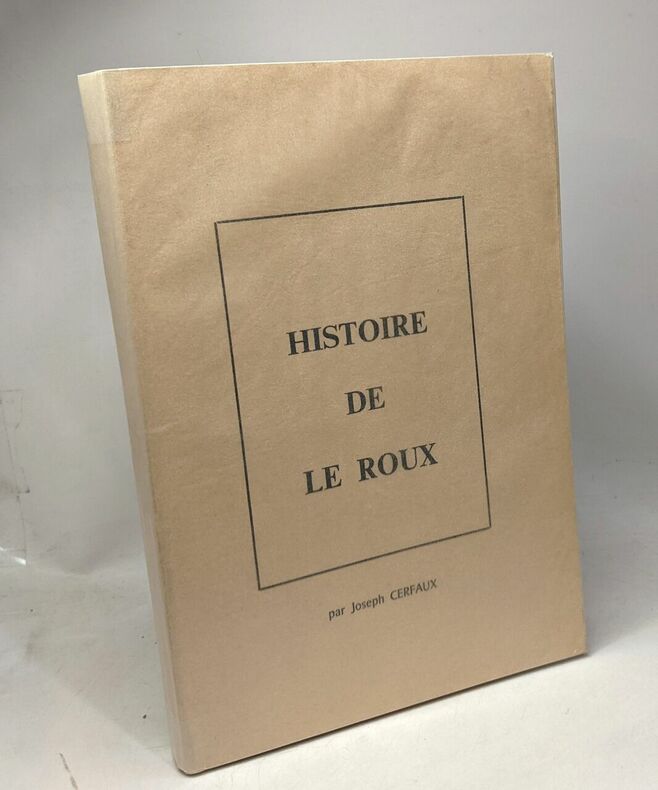 HISTOIRE
DE
LE ROUX
par Joseph CERFAUX